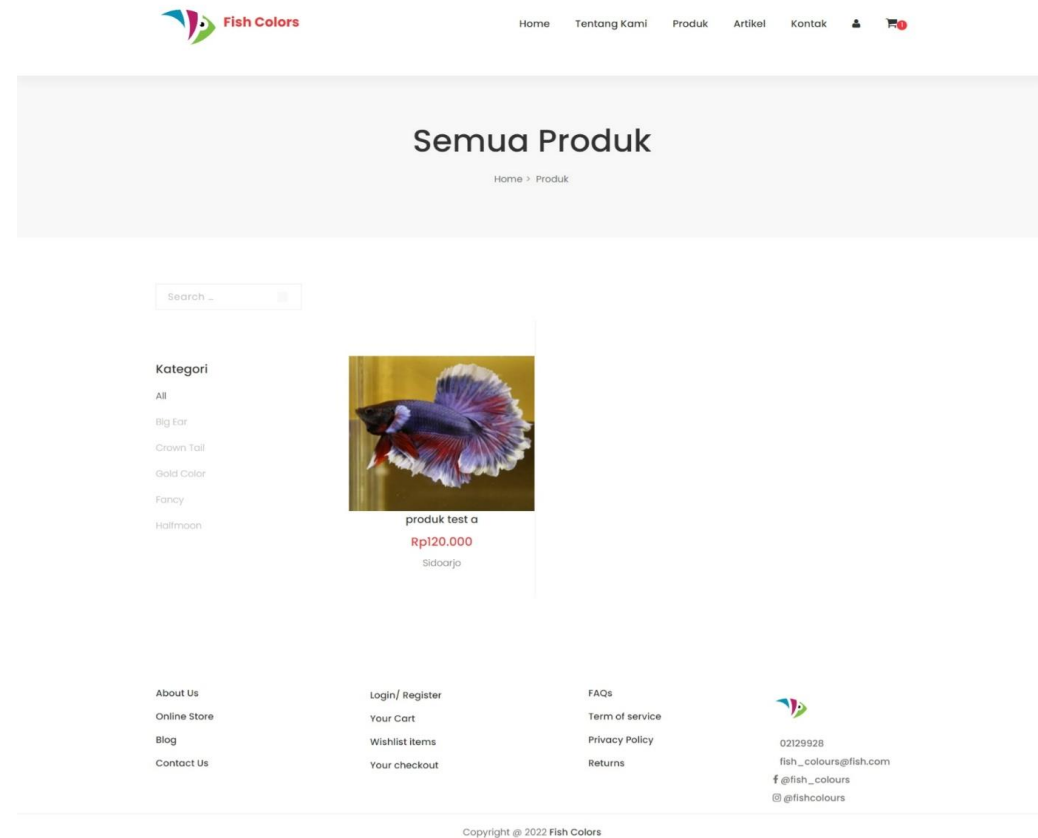 Fish Colors
Home Tentang Kami Produk Artikel Kontak 1
Semua Produk
Home > Produk
Search ...
Kategori
All
Big Ear
Crown Tail
Gold Color
Fancy
Halfmoon
produk test a
Rp120.000
Sidoarjo
About Us
Online Store
Blog
Contact Us
Login/ Register
Your Cart
Wishlist items
Your checkout
FAQs
Term of service
Privacy Policy
Returns
02129928
fish_colours@fish.com
@fish_colours
@fishcolours
Copyright @ 2022 Fish Colors